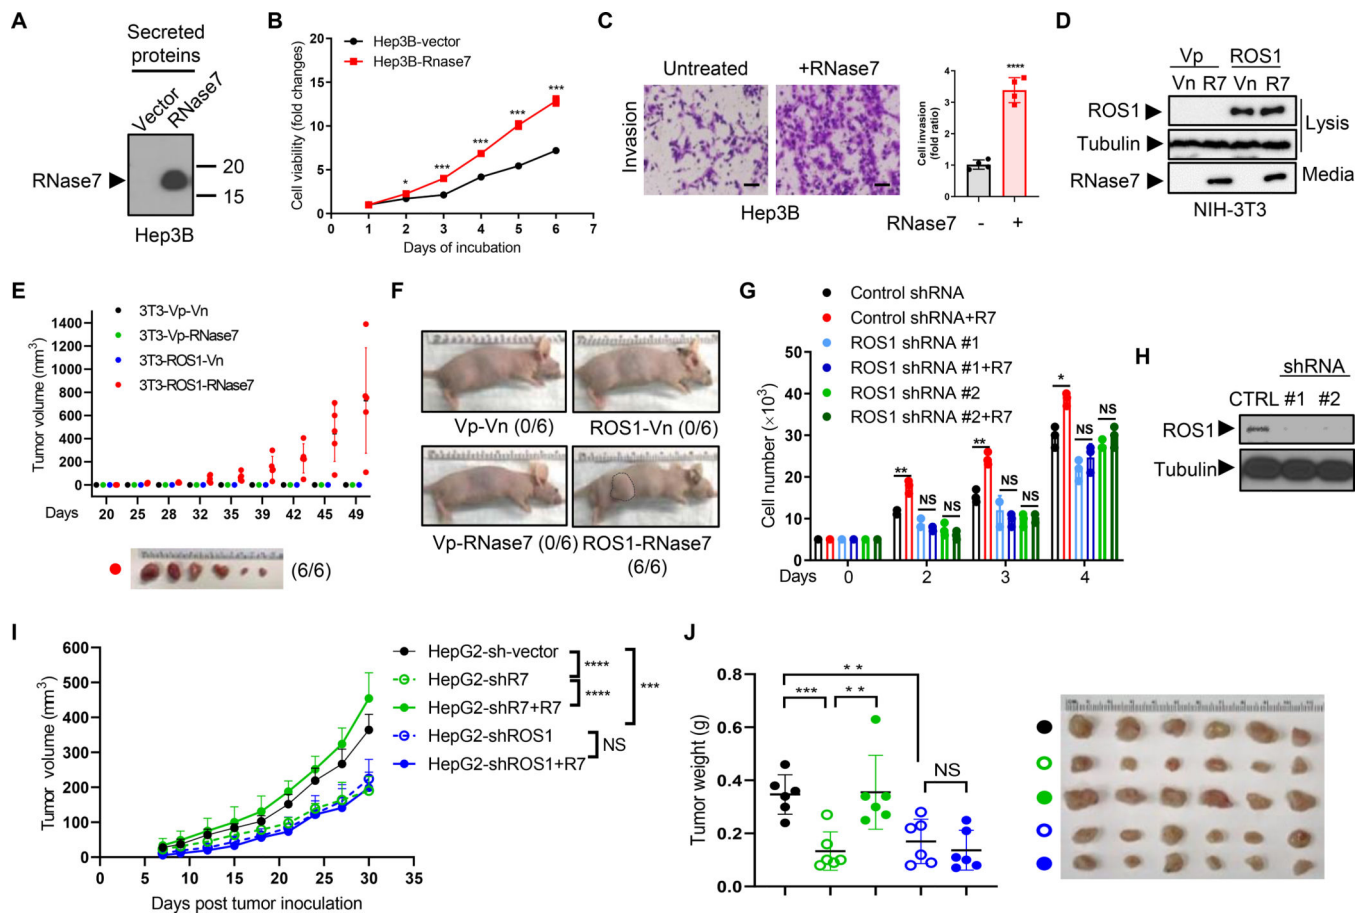 A
Secreted
proteins
Vector
RNase7
20
15
RNase7
Hep3B
B
Hep3B-vector
Hep3B-Rnase7
Cell viability (fold changes)
20
15
10
5
0
*
***
***
***
***
0 1 2 3 4 5 6 7
Days of incubation
C
Untreated
+RNase7
Invasion
Hep3B
Cell invasion
(fold ratio)
4
3
2
1
0
****
RNase7 - +
D
Vp ROS1
Vn R7 Vn R7
ROS1
Tubulin
RNase7
Lysis
Media
NIH-3T3
E
3T3-Vp-Vn
3T3-Vp-RNase7
3T3-ROS1-Vn
3T3-ROS1-RNase7
Tumor volume (mm3)
1400
1200
1000
800
600
400
200
0
Days 20 25 28 32 35 39 42 45 49
(6/6)
F
Vp-Vn (0/6)
ROS1-Vn (0/6)
Vp-RNase7 (0/6)
ROS1-RNase7
(6/6)
G
Control shRNA
Control shRNA+R7
ROS1 shRNA #1
ROS1 shRNA #1+R7
ROS1 shRNA #2
ROS1 shRNA #2+R7
Cell number (×10³)
50
40
30
20
10
0
** NS NS
** NS NS
* NS NS
Days 0 2 3 4
H
shRNA
CTRL #1 #2
ROS1
Tubulin
I
Tumor volume (mm3)
600
500
400
300
200
100
0
0 5 10 15 20 25 30 35
Days post tumor inoculation
HepG2-sh-vector
HepG2-shR7
HepG2-shR7+R7
HepG2-shROS1
HepG2-shROS1+R7
****
****
***
NS
J
Tumor weight (g)
0.8
0.6
0.4
0.2
0.0
* *
*** * *
NS